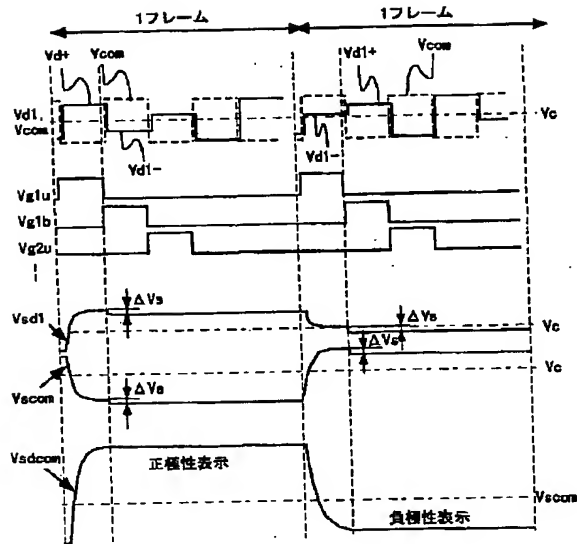 1フレーム 1フレーム
Vd+ Vcom Vd1+ Vcom
Vd1, Vcom Vc
Vd1- Vd1-
Vg1u
Vg1b
Vg2u
ΔVs ΔVs
Vsd1 Vc
ΔVs
Vscom Vc
ΔVs
Vsdcom 正極性表示
Vscom
負極性表示